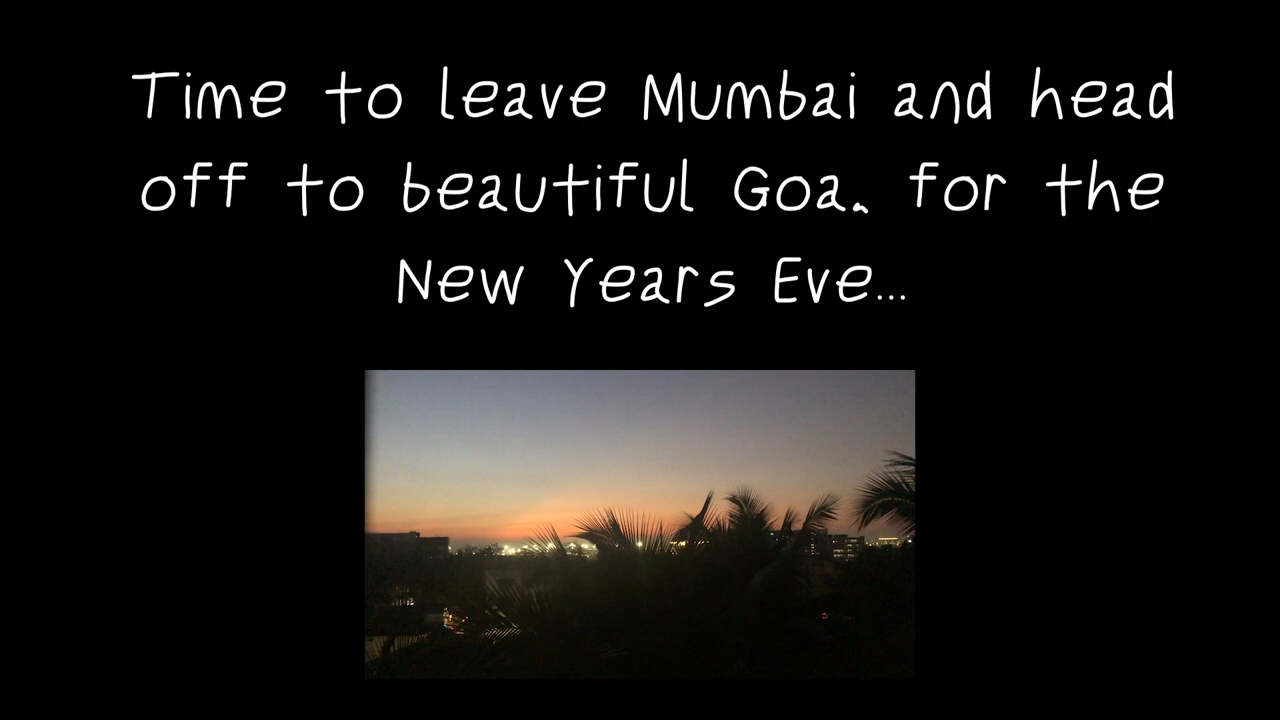 Time to leave Mumbai and head
off to beautiful Goa. for the
New Years Eve...